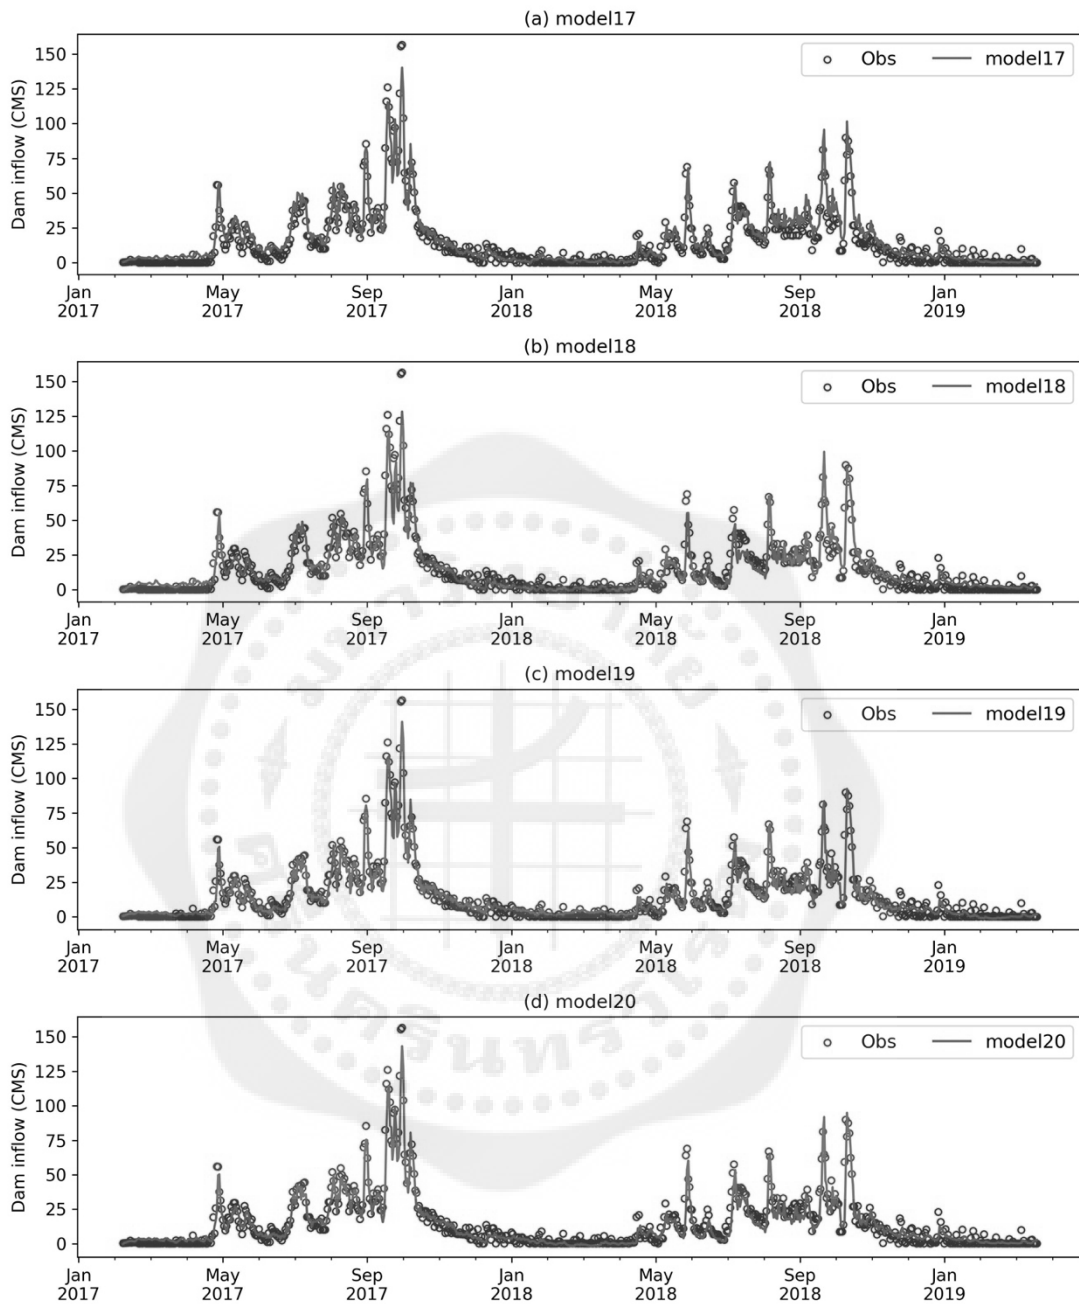 (a) model17
Dam inflow (CMS)
150
125
100
75
50
25
0
Obs model17
Jan May Sep Jan May Sep Jan
2017 2017 2017 2018 2018 2018 2019
(b) model18
Dam inflow (CMS)
150
125
100
75
50
25
0
Obs model18
Jan May Sep Jan May Sep Jan
2017 2017 2017 2018 2018 2018 2019
(c) model19
Dam inflow (CMS)
150
125
100
75
50
25
0
Obs model19
Jan May Sep Jan May Sep Jan
2017 2017 2017 2018 2018 2018 2019
(d) model20
Dam inflow (CMS)
150
125
100
75
50
25
0
Obs model20
Jan May Sep Jan May Sep Jan
2017 2017 2017 2018 2018 2018 2019